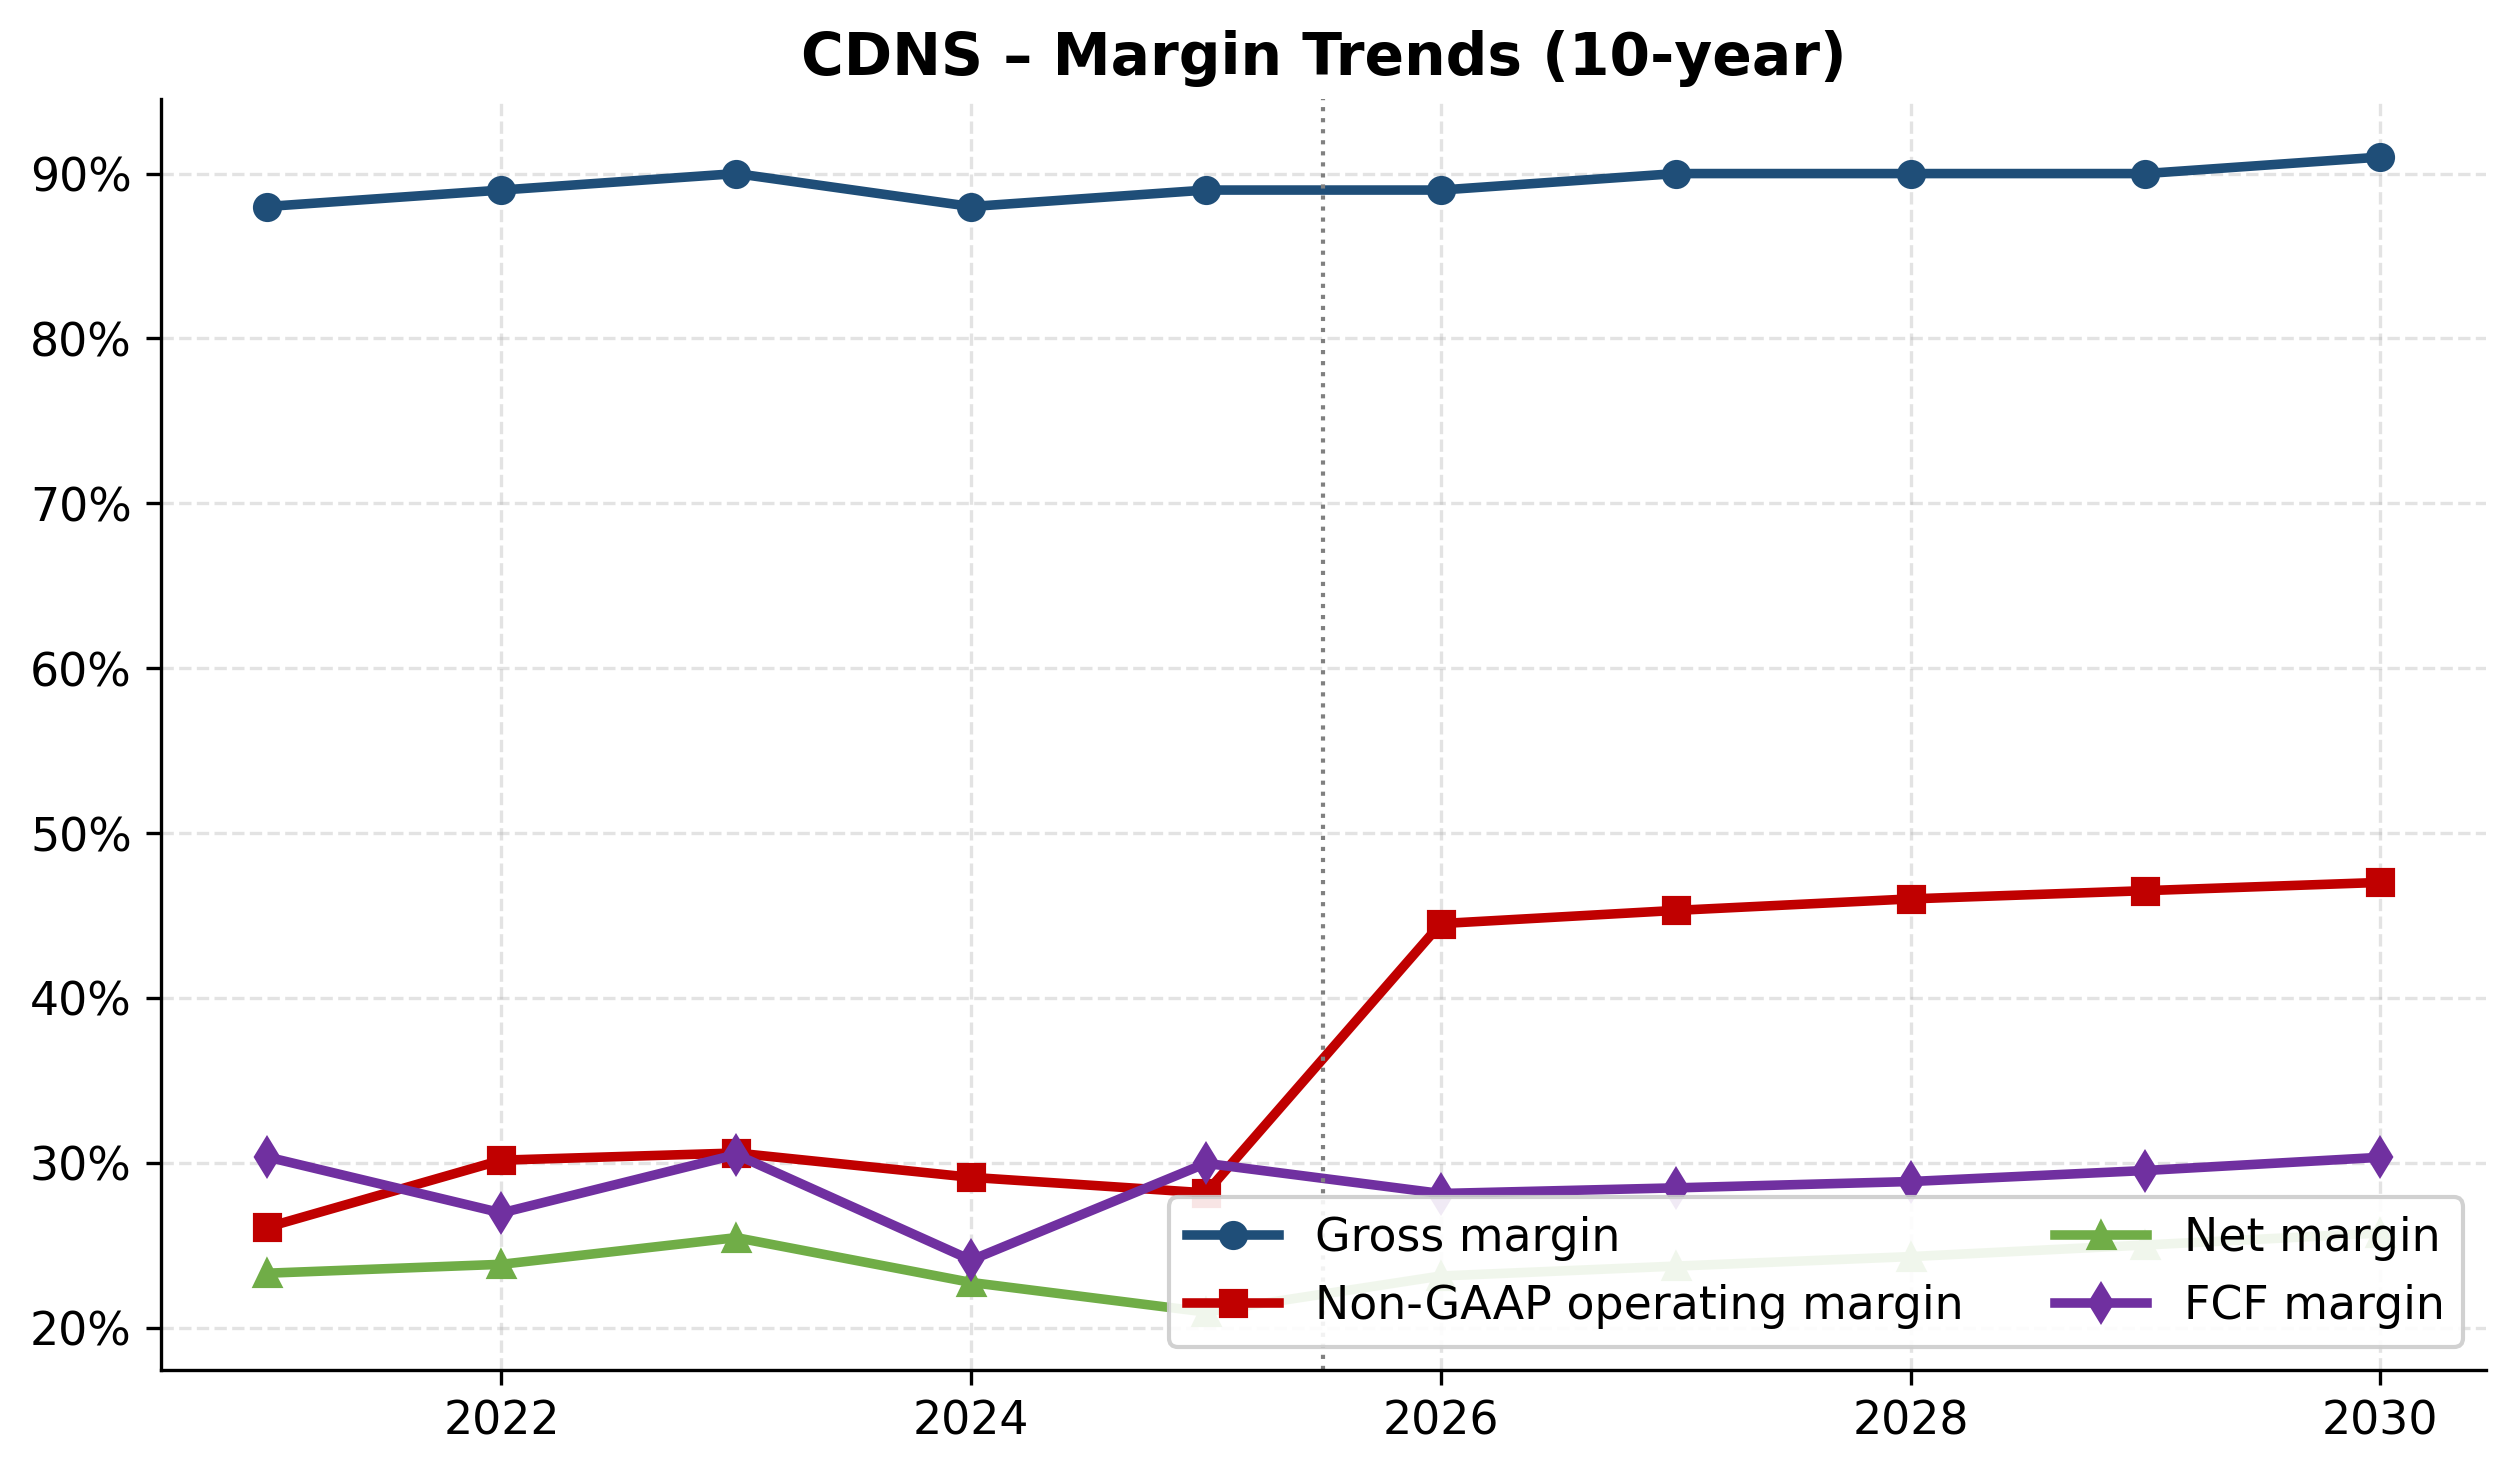 CDNS – Margin Trends (10-year)
90%
80%
70%
60%
50%
40%
30%
20%
Gross margin
Non-GAAP operating margin
Net margin
FCF margin
2022 2024 2026 2028 2030